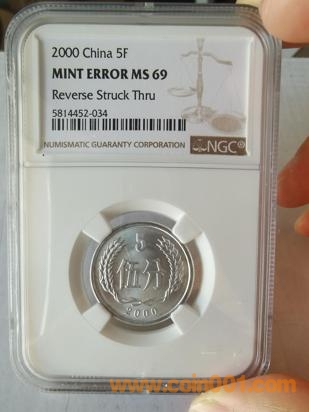 2000 China 5F
MINT ERROR MS 69
Reverse Struck Thru
5814452-034
NUMISMATIC GUARANTY CORPORATION
NGC®
5
伍分
2000